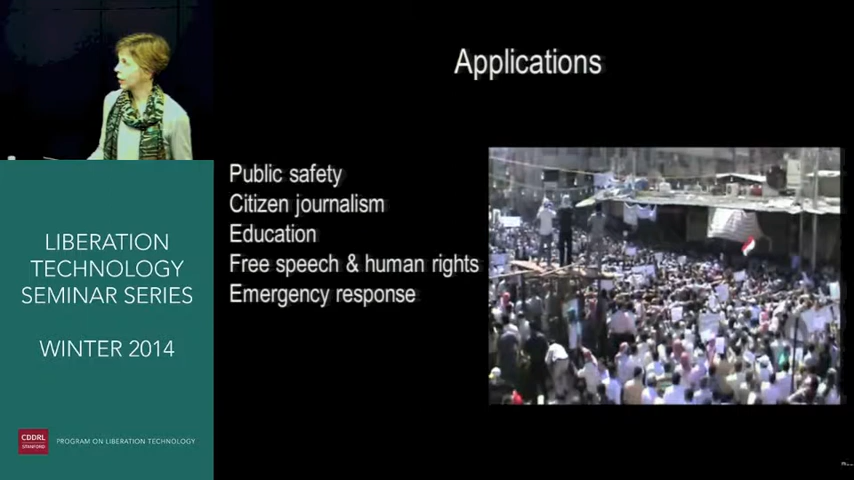 Applications
Public safety
Citizen journalism
Education
Free speech & human rights
Emergency response
LIBERATION
TECHNOLOGY
SEMINAR SERIES
WINTER 2014
CDDRL
STANFORD
PROGRAM ON LIBERATION TECHNOLOGY